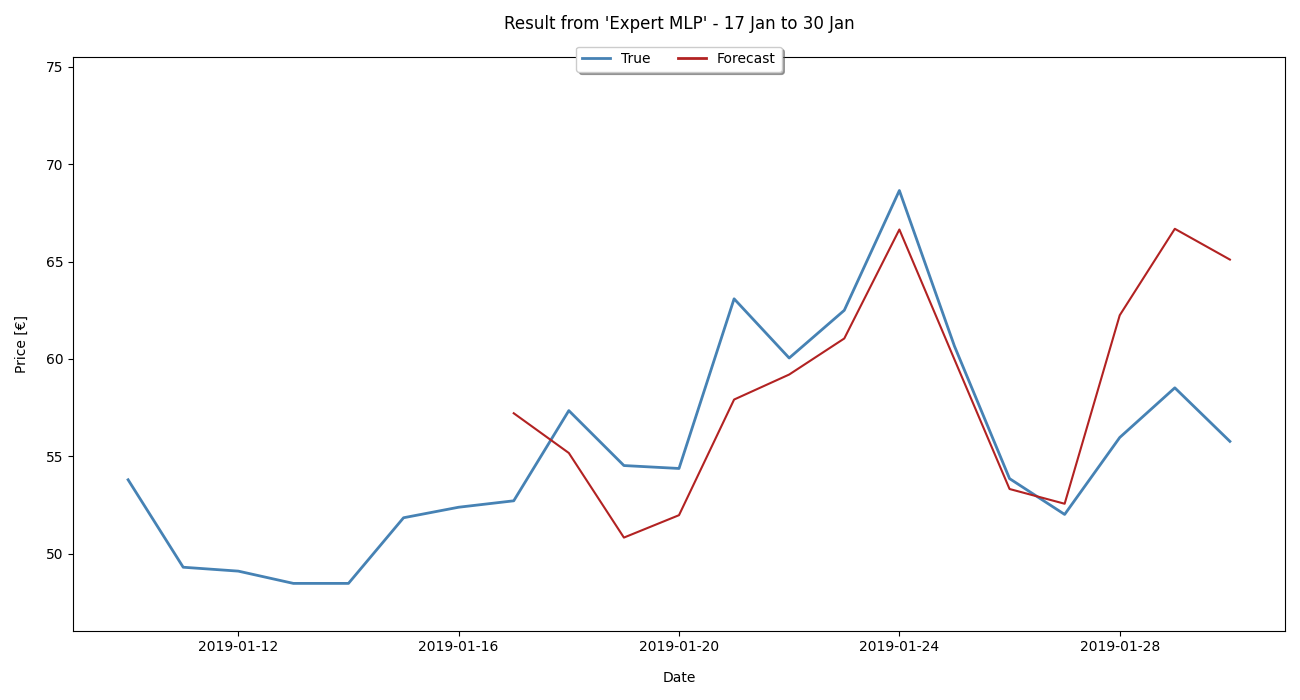 Result from 'Expert MLP' - 17 Jan to 30 Jan
True Forecast
75
70
65
60
55
50
Price [€]
2019-01-12 2019-01-16 2019-01-20 2019-01-24 2019-01-28
Date